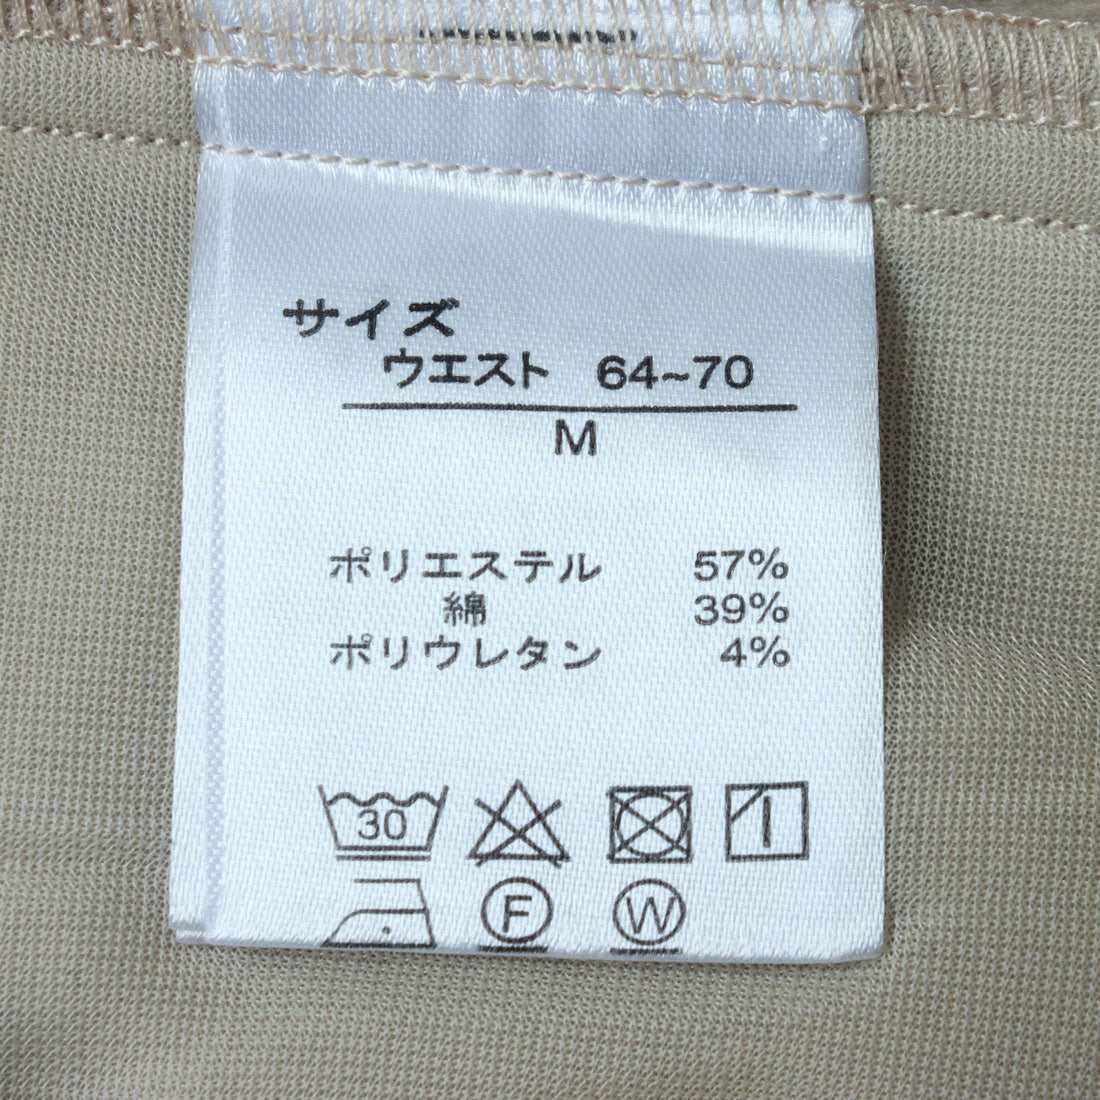 サイズ
ウエスト 64~70
M
ポリエステル 57%
綿 39%
ポリウレタン 4%
30
F W